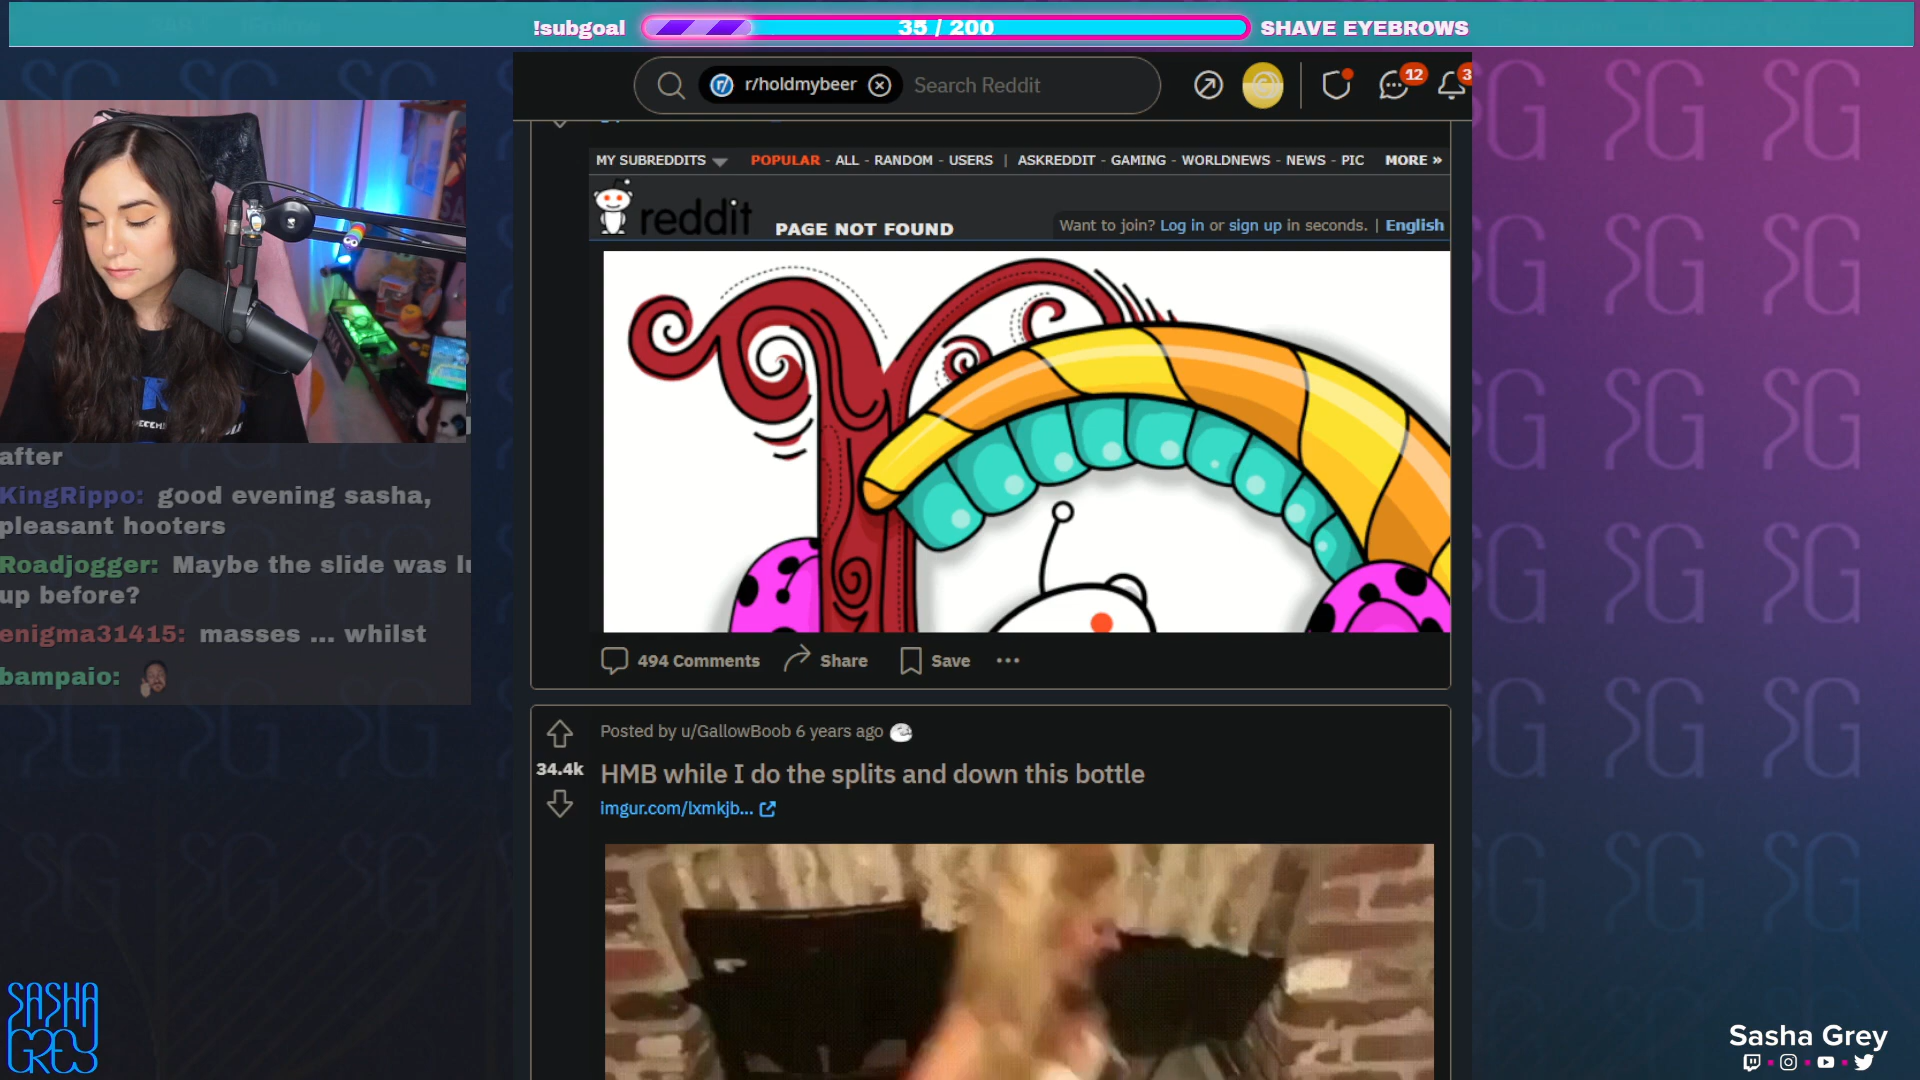 !subgoal 35 / 200 SHAVE EYEBROWS
r/holdmybeer Search Reddit 12 3
MY SUBREDDITS POPULAR - ALL - RANDOM - USERS | ASKREDDIT - GAMING - WORLDNEWS - NEWS - PIC MORE »
reddit PAGE NOT FOUND Want to join? Log in or sign up in seconds. | English
after
KingRippo: good evening sasha,
pleasant hooters
Roadjogger: Maybe the slide was
up before?
enigma31415: masses ... whilst
bampaio:
494 Comments Share Save
Posted by u/GallowBoob 6 years ago
34.4k
HMB while I do the splits and down this bottle
imgur.com/lxmkjb...
SASHA
GREY
Sasha Grey